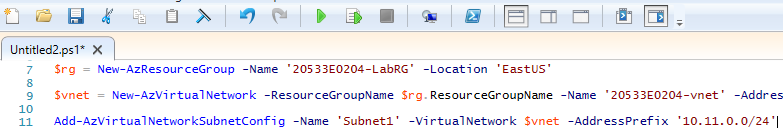 Untitled2.ps1*
7 $rg = New-AzResourceGroup -Name '20533E0204-LabRG' -Location 'EastUS'
8
9 $vnet = New-AzVirtualNetwork -ResourceGroupName $rg.ResourceGroupName -Name '20533E0204-vnet' -Addres
10
11 Add-AzVirtualNetworkSubnetConfig -Name 'Subnet1' -VirtualNetwork $vnet -AddressPrefix '10.11.0.0/24'